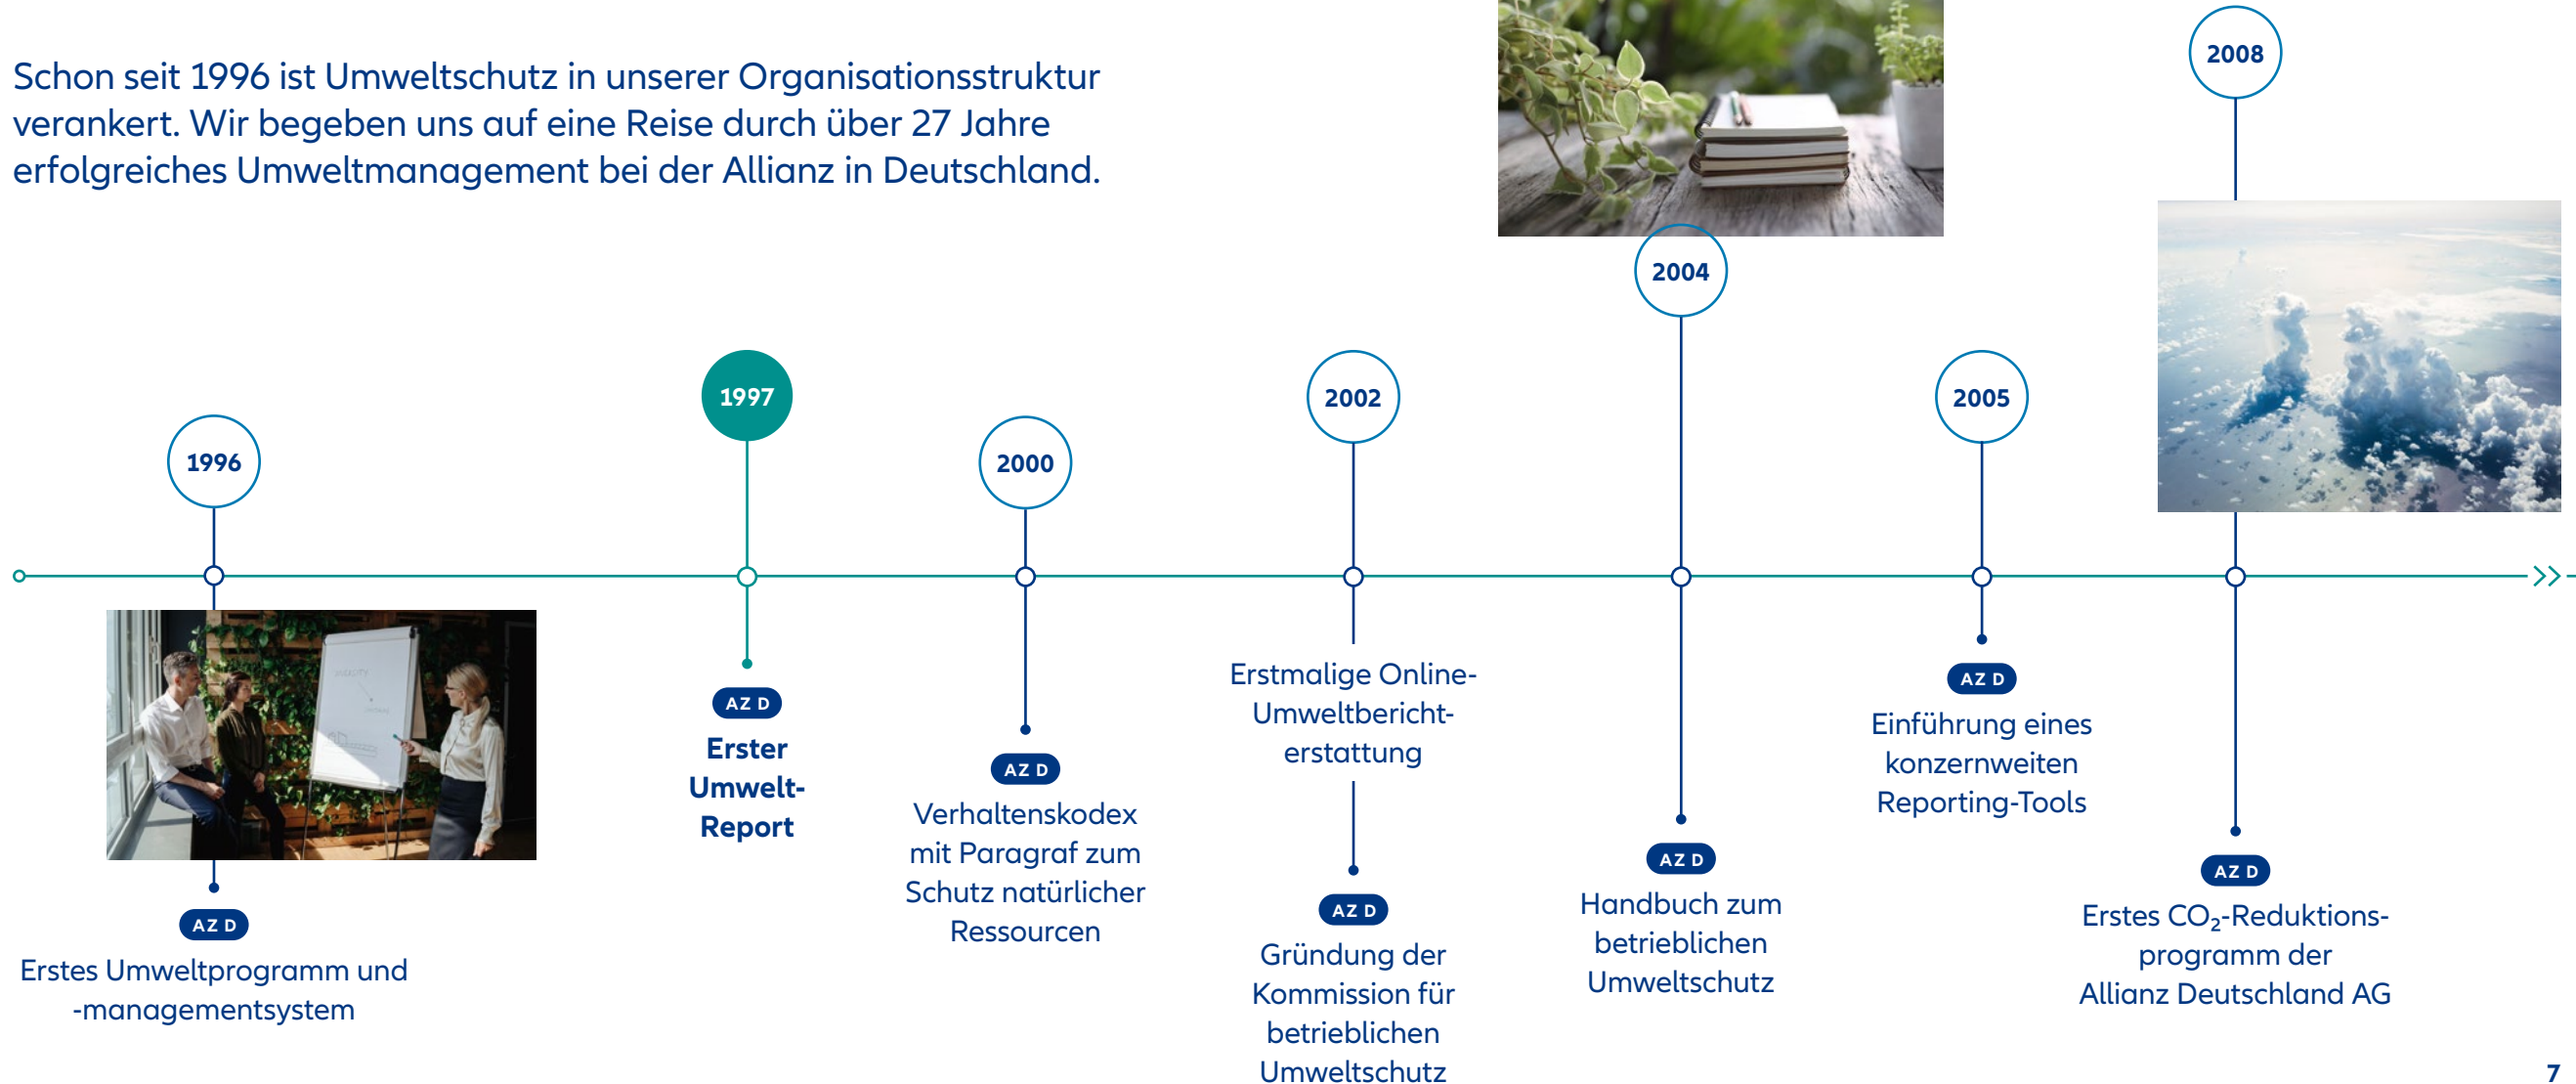 Schon seit 1996 ist Umweltschutz in unserer Organisationsstruktur
verankert. Wir begeben uns auf eine Reise durch über 27 Jahre
erfolgreiches Umweltmanagement bei der Allianz in Deutschland.
1996
AZ D
Erstes Umweltprogramm und
-managementsystem
1997
AZ D
Erster
Umwelt-
Report
2000
AZ D
Verhaltenskodex
mit Paragraf zum
Schutz natürlicher
Ressourcen
2002
Erstmalige Online-
Umweltbericht-
erstattung
AZ D
Gründung der
Kommission für
betrieblichen
Umweltschutz
2004
AZ D
Handbuch zum
betrieblichen
Umweltschutz
2005
AZ D
Einführung eines
konzernweiten
Reporting-Tools
2008
AZ D
Erstes CO₂-Reduktions-
programm der
Allianz Deutschland AG
7